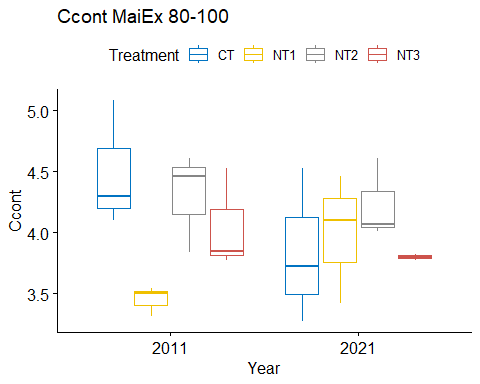 Ccont MaiEx 80-100
Treatment CT NT1 NT2 NT3
5.0
4.5
4.0
3.5
Ccont
2011 2021
Year